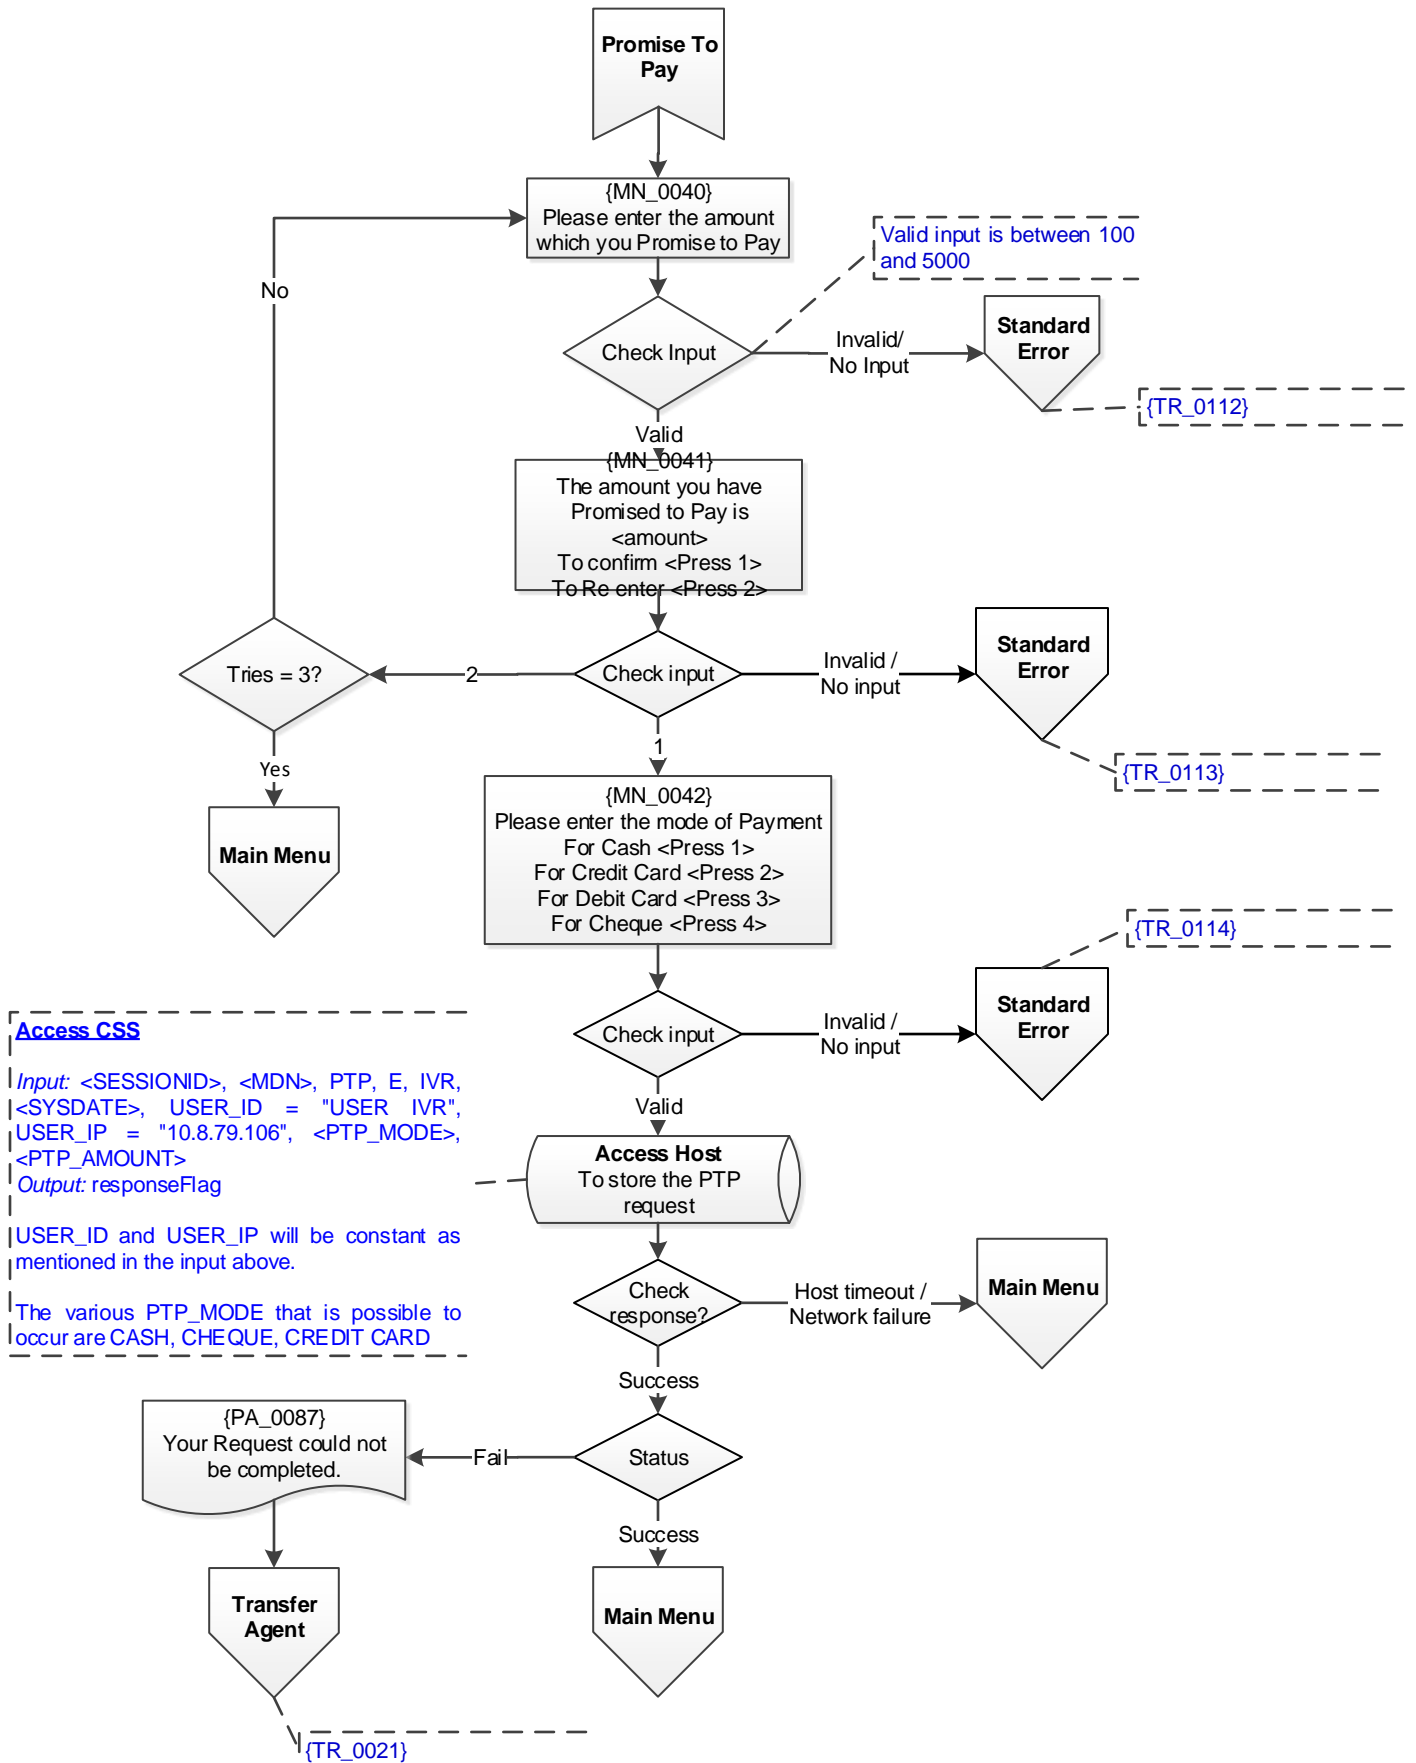 Promise To
Pay
{MN_0040}
Please enter the amount
which you Promise to Pay
Valid input is between 100
and 5000
No
Check Input
Invalid/
No Input
Standard
Error
{TR_0112}
Valid
{MN_0041}
The amount you have
Promised to Pay is
<amount>
To confirm <Press 1>
To Re enter <Press 2>
Tries = 3?
2
Check input
Invalid /
No input
Standard
Error
{TR_0113}
1
Yes
Main Menu
{MN_0042}
Please enter the mode of Payment
For Cash <Press 1>
For Credit Card <Press 2>
For Debit Card <Press 3>
For Cheque <Press 4>
{TR_0114}
Check input
Invalid /
No input
Standard
Error
Access CSS
Input: <SESSIONID>, <MDN>, PTP, E, IVR,
<SYSDATE>, USER_ID = "USER IVR",
USER_IP = "10.8.79.106", <PTP_MODE>,
<PTP_AMOUNT>
Output: responseFlag
USER_ID and USER_IP will be constant as
mentioned in the input above.
The various PTP_MODE that is possible to
occur are CASH, CHEQUE, CREDIT CARD
Valid
Access Host
To store the PTP
request
Check
response?
Host timeout /
Network failure
Main Menu
Success
{PA_0087}
Your Request could not
be completed.
Fail
Status
Success
Transfer
Agent
Main Menu
{TR_0021}